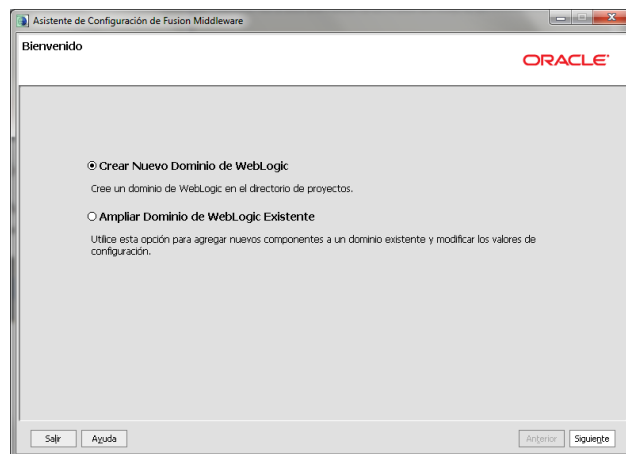 Asistente de Configuración de Fusion Middleware
Bienvenido
ORACLE
Crear Nuevo Dominio de WebLogic
Cree un dominio de WebLogic en el directorio de proyectos.
Ampliar Dominio de WebLogic Existente
Utilice esta opción para agregar nuevos componentes a un dominio existente y modificar los valores de
configuración.
Salir Ayuda Anterior Siguiente